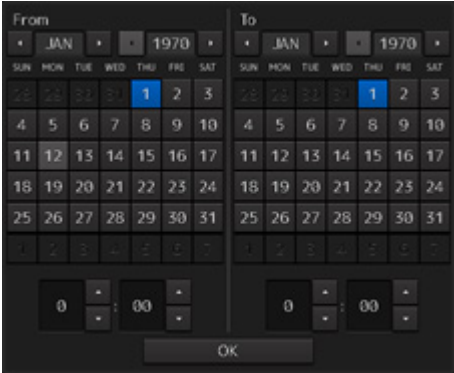 From
JAN 1970
SUN MON TUE WED THU FRI SAT
1 2 3
4 5 6 7 8 9 10
11 12 13 14 15 16 17
18 19 20 21 22 23 24
25 26 27 28 29 30 31
0 : 00
To
JAN 1970
SUN MON TUE WED THU FRI SAT
1 2 3
4 5 6 7 8 9 10
11 12 13 14 15 16 17
18 19 20 21 22 23 24
25 26 27 28 29 30 31
0 : 00
OK